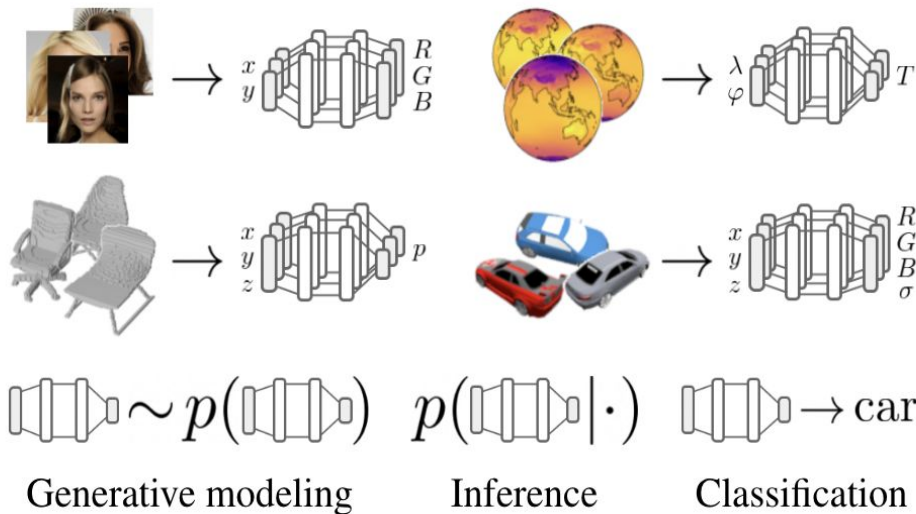 x y → R G B
λ φ → T
x y z → p
x y z → R G B σ
∼ p( )
p( | · )
→ car
Generative modeling
Inference
Classification